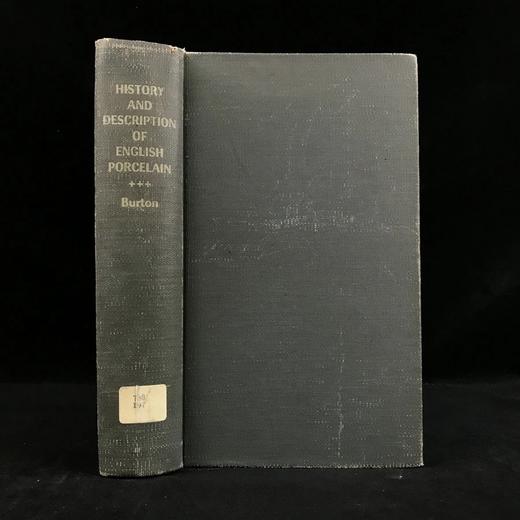 HISTORY
AND
DESCRIPTION
OF
ENGLISH
PORCELAIN
+++
Burton